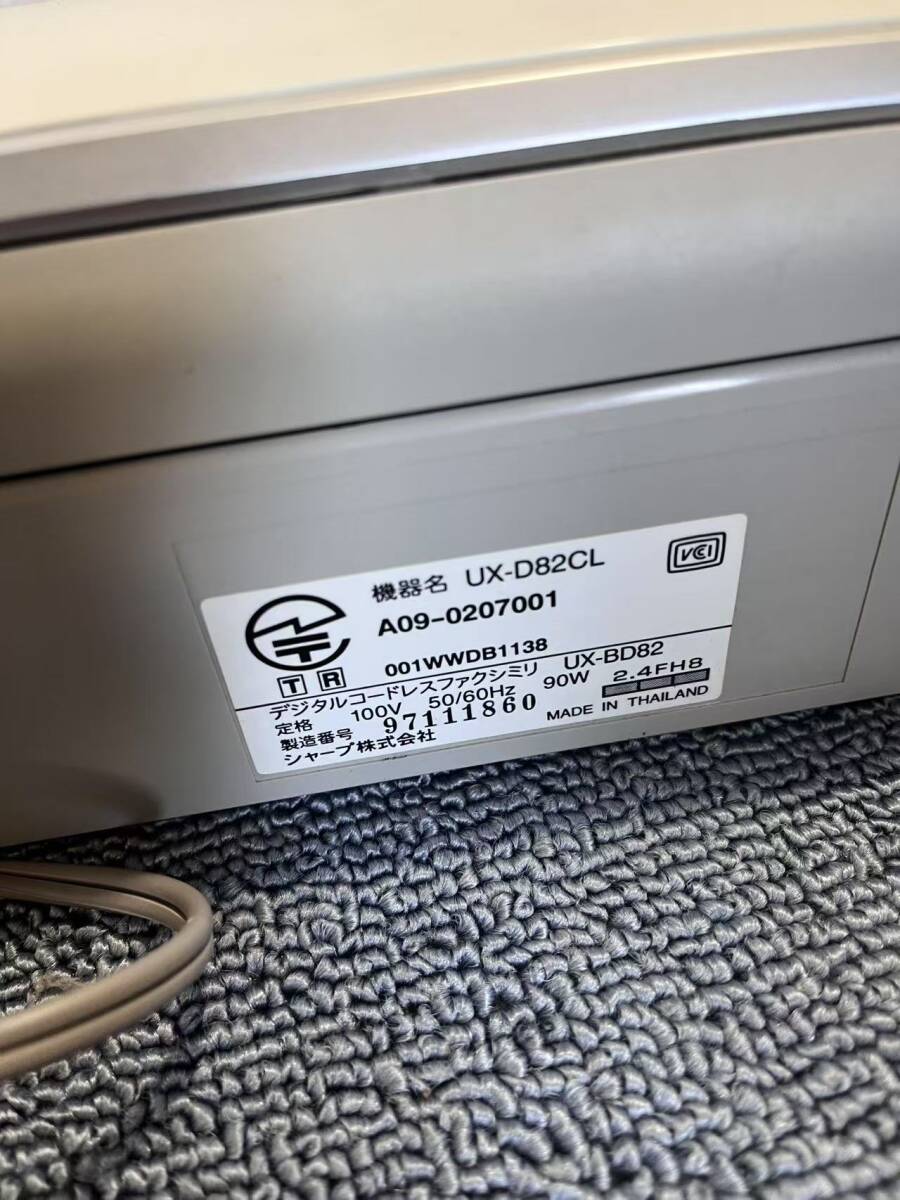 機器名 UX-D82CL
VCI
A09-0207001
T R 001WWDB1138
デジタルコードレスファクシミリ UX-BD82
定格 100V 50/60Hz 90W 2.4FH8
製造番号 97111860 MADE IN THAILAND
シャープ株式会社